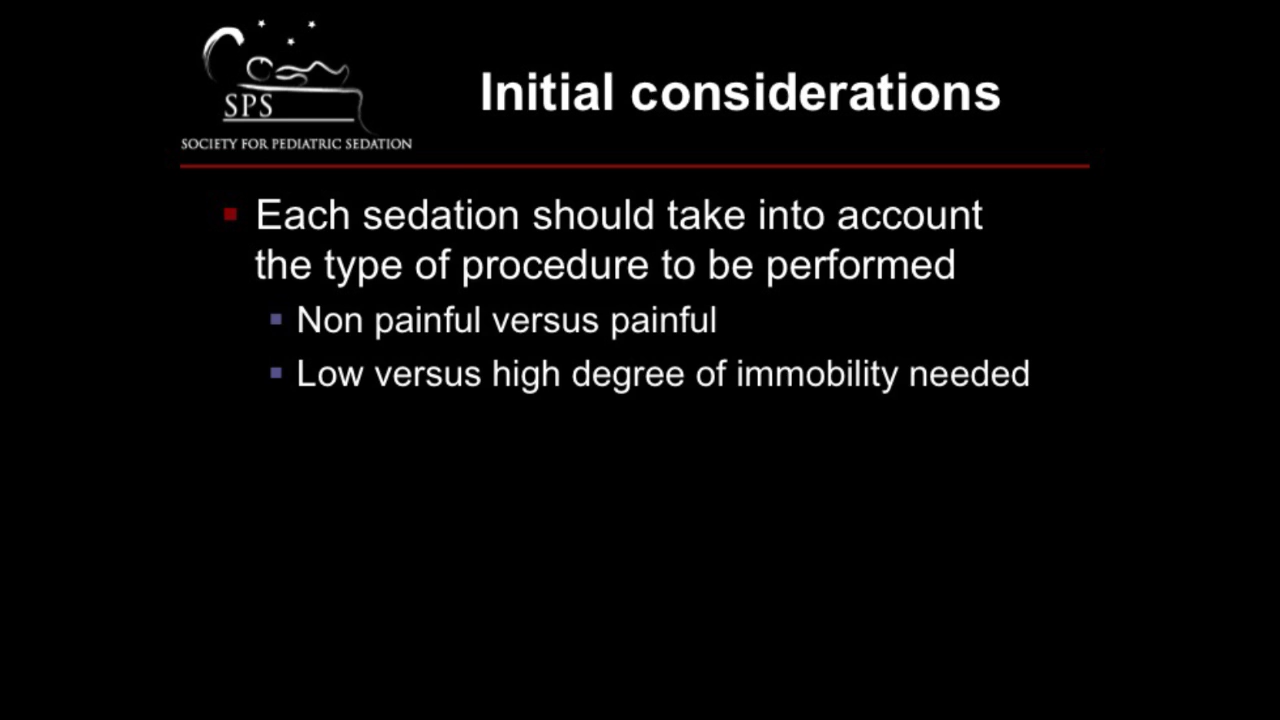 SPS
SOCIETY FOR PEDIATRIC SEDATION
Initial considerations
Each sedation should take into account
the type of procedure to be performed
Non painful versus painful
Low versus high degree of immobility needed